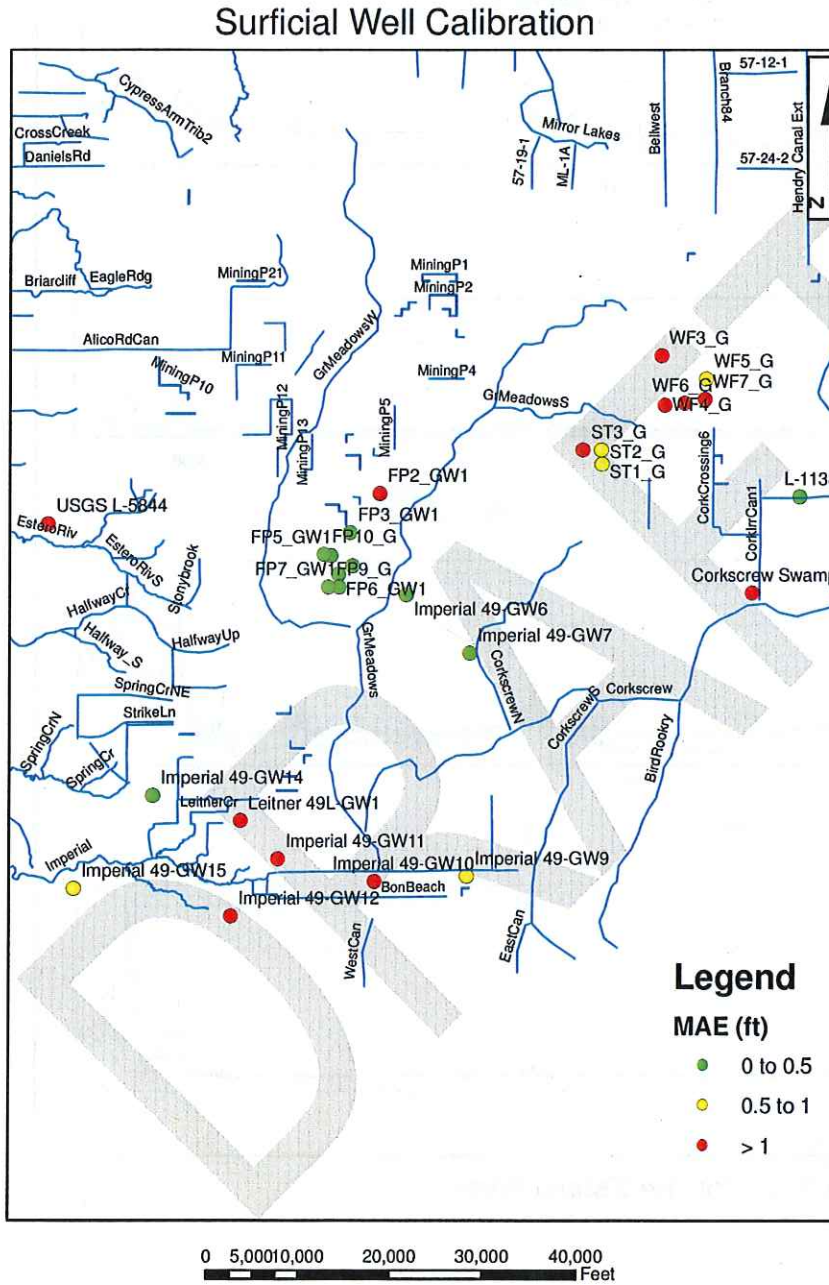 Surficial Well Calibration
CypressArmTrib2
CrossCreek
DanielsRd
Mirror Lakes
57-19-1
ML-1A
Bellwest
Branch84
57-12-1
57-24-2
Hendry Canal Ext
Z
Briarcliff
EagleRdg
MiningP21
MiningP1
MiningP2
AlicoRdCan
MiningP11
MiningP10
GrMeadowsW
MiningP4
WF3_G
WF5_G
WF7_G
WF6_G
WF4_G
MiningP12
MiningP13
MiningP5
GrMeadowsS
ST3_G
ST2_G
ST1_G
CorkCrossing6
CorkIrrCan1
L-113
FP2_GW1
USGS L-5844
FP3_GW1
EsteroRiv
EsteroRivS
FP5_GW1
FP10_G
FP7_GW1
FP9_G
FP6_GW1
Stonybrook
Corkscrew Swamp
HalfwayCr
Imperial 49-GW6
Halfway_S
HalfwayUp
GrMeadows
Imperial 49-GW7
CorkscrewN
SpringCrNE
StrikeLn
CorkscrewS
Corkscrew
SpringCrN
SpringCr
BirdRookry
Imperial 49-GW14
LeitnerCr
Leitner 49L-GW1
Imperial
Imperial 49-GW11
Imperial 49-GW15
Imperial 49-GW10
Imperial 49-GW9
Imperial 49-GW12
BonBeach
WestCan
EastCan
DRAFT
Legend
MAE (ft)
0 to 0.5
0.5 to 1
> 1
0 5,000 10,000 20,000 30,000 40,000
Feet